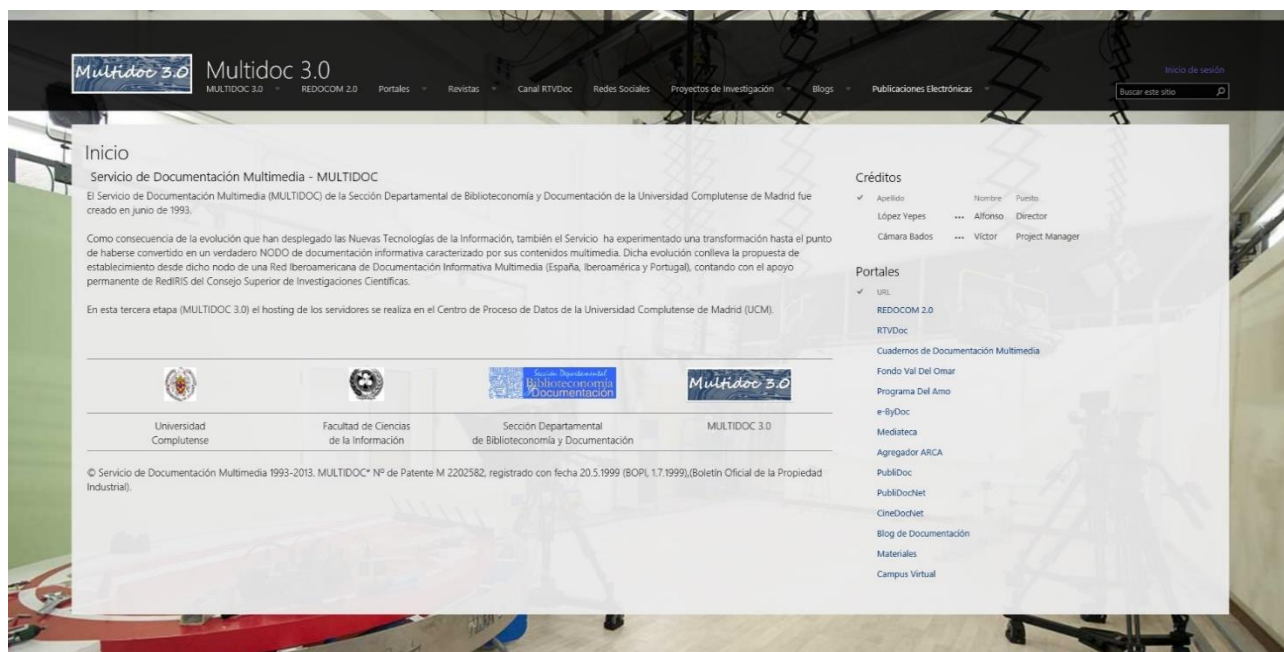 Multidoc 3.0
Multidoc 3.0
Inicio de sesión
MULTIDOC 3.0 REDOCOM 2.0 Portales Revistas Canal RTVDoc Redes Sociales Proyectos de Investigación Blogs Publicaciones Electrónicas
Buscar este sitio
Inicio
Servicio de Documentación Multimedia - MULTIDOC
El Servicio de Documentación Multimedia (MULTIDOC) de la Sección Departamental de Biblioteconomía y Documentación de la Universidad Complutense de Madrid fue
creado en junio de 1993.
Como consecuencia de la evolución que han desplegado las Nuevas Tecnologías de la Información, también el Servicio ha experimentado una transformación hasta el punto
de haberse convertido en un verdadero NODO de documentación informativa caracterizado por sus contenidos multimedia. Dicha evolución conlleva la propuesta de
establecimiento desde dicho nodo de una Red Iberoamericana de Documentación Informativa Multimedia (España, Iberoamérica y Portugal), contando con el apoyo
permanente de RedIRIS del Consejo Superior de Investigaciones Científicas.
En esta tercera etapa (MULTIDOC 3.0) el hosting de los servidores se realiza en el Centro de Proceso de Datos de la Universidad Complutense de Madrid (UCM).
Sección Departamental
Biblioteconomía
y Documentación
Multidoc 3.0
Universidad
Complutense
Facultad de Ciencias
de la Información
Sección Departamental
de Biblioteconomía y Documentación
MULTIDOC 3.0
© Servicio de Documentación Multimedia 1993-2013. MULTIDOC* Nº de Patente M 2202582, registrado con fecha 20.5.1999 (BOPI, 1.7.1999),(Boletín Oficial de la Propiedad
Industrial).
Créditos
Apellido Nombre Puesto
López Yepes ••• Alfonso Director
Cámara Bados ••• Víctor Project Manager
Portales
URL
REDOCOM 2.0
RTVDoc
Cuadernos de Documentación Multimedia
Fondo Val Del Omar
Programa Del Amo
e-ByDoc
Mediateca
Agregador ARCA
PubliDoc
PubliDocNet
CineDocNet
Blog de Documentación
Materiales
Campus Virtual